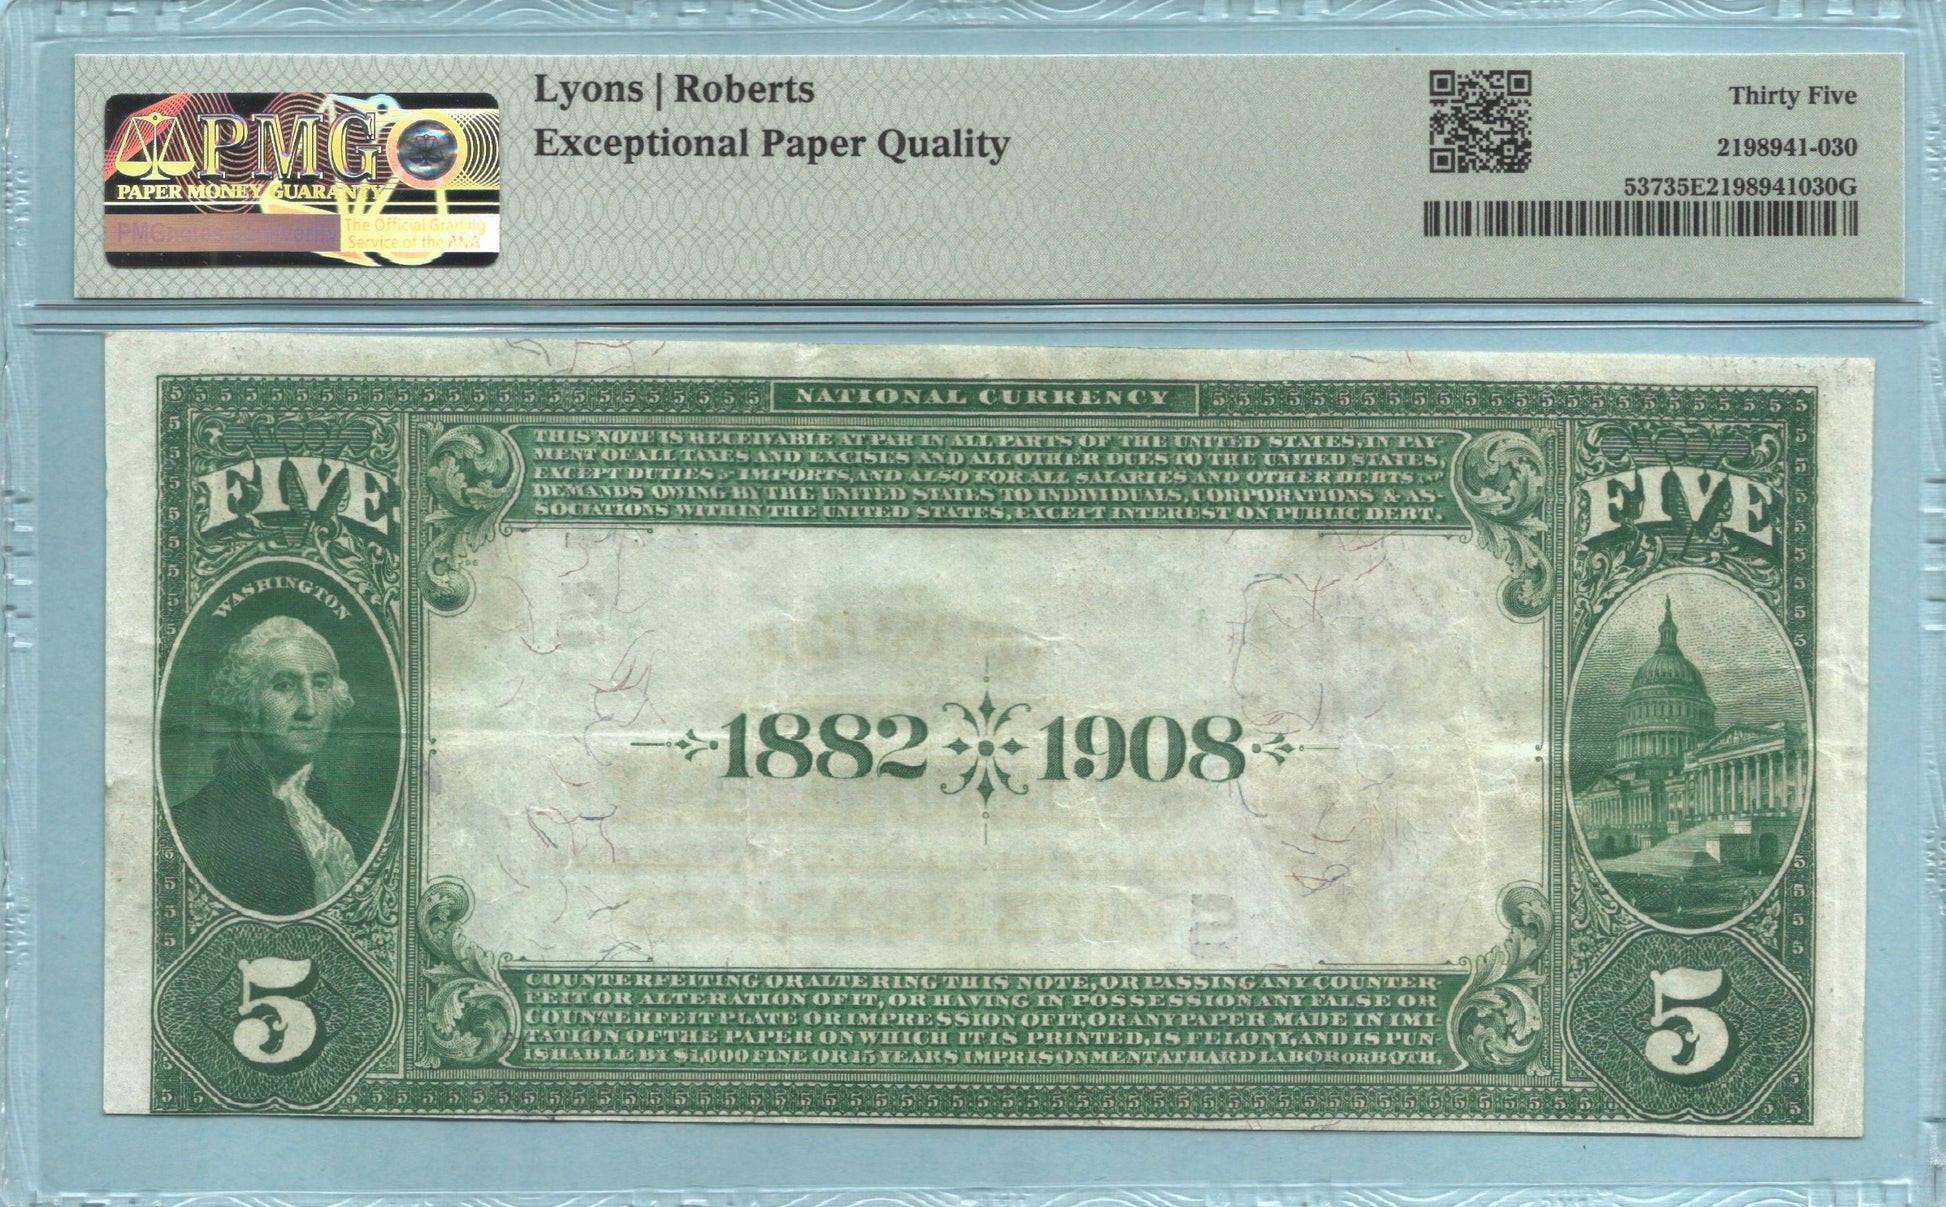 Lyons | Roberts
Exceptional Paper Quality
Thirty Five
2198941-030
53735E2198941030G
PMG
PAPER MONEY GUARANTY
PMGnotes.com/verify
The Official Grading
Service of the ANA
NATIONAL CURRENCY
FIVE
FIVE
THIS NOTE IS RECEIVABLE AT PAR IN ALL PARTS OF THE UNITED STATES, IN PAY-
MENT OF ALL TAXES AND EXCISES AND ALL OTHER DUES TO THE UNITED STATES,
EXCEPT DUTIES ON IMPORTS, AND ALSO FOR ALL SALARIES AND OTHER DEBTS AND
DEMANDS OWING BY THE UNITED STATES TO INDIVIDUALS, CORPORATIONS & AS-
SOCIATIONS WITHIN THE UNITED STATES, EXCEPT INTEREST ON PUBLIC DEBT.
WASHINGTON
1882 1908
COUNTERFEITING OR ALTERING THIS NOTE, OR PASSING ANY COUNTER-
FEIT OR ALTERATION OF IT, OR HAVING IN POSSESSION ANY FALSE OR
COUNTERFEIT PLATE OR IMPRESSION OF IT, OR ANY PAPER MADE IN IMI
TATION OF THE PAPER ON WHICH IT IS PRINTED, IS FELONY, AND IS PUN-
ISHABLE BY $1,000 FINE OR 15 YEARS IMPRISONMENT AT HARD LABOR OR BOTH.
5
5